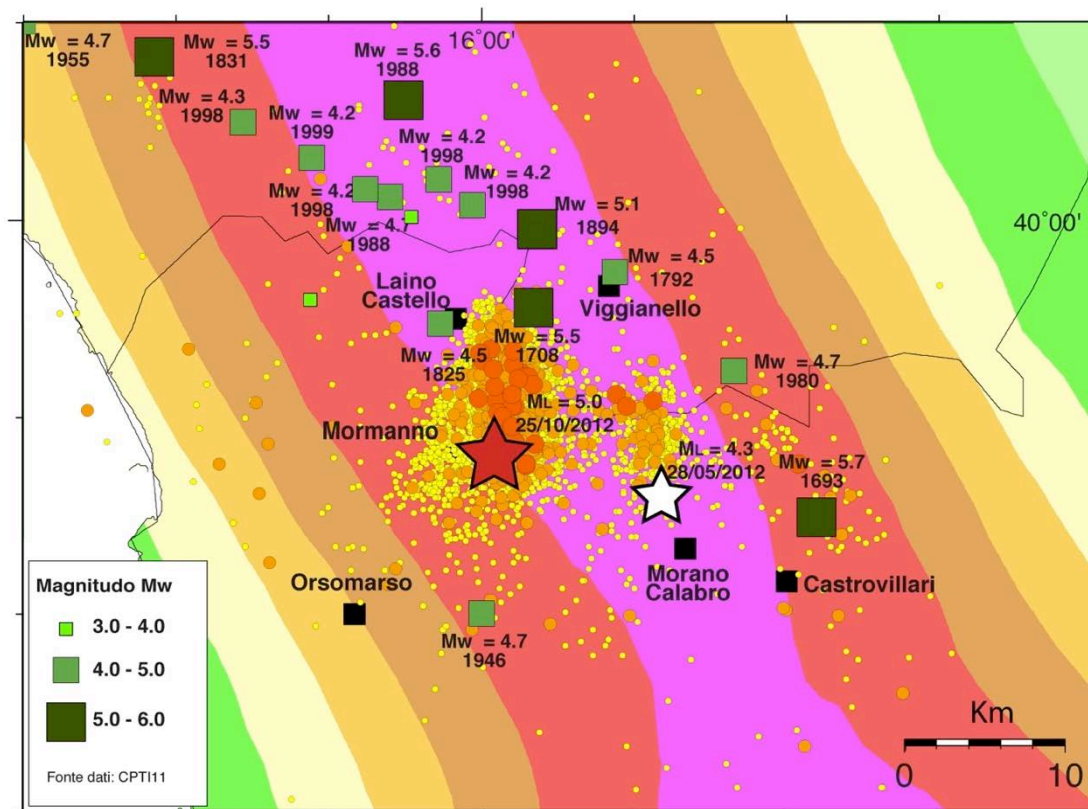 16°00'
Mw = 4.7
1955
Mw = 5.5
1831
Mw = 5.6
1988
Mw = 4.3
1998
Mw = 4.2
1999
Mw = 4.2
1998
Mw = 4.2
1998
Mw = 4.2
1998
Mw = 4.7
1988
Mw = 5.1
1894
40°00'
Mw = 4.5
1792
Laino
Castello
Viggianello
Mw = 5.5
1708
Mw = 4.5
1825
Mw = 4.7
1980
ML = 5.0
25/10/2012
Mormanno
ML = 4.3
28/05/2012
Mw = 5.7
1693
Orsomarso
Morano
Calabro
Castrovillari
Mw = 4.7
1946
Magnitudo Mw
3.0 - 4.0
4.0 - 5.0
5.0 - 6.0
Fonte dati: CPTI11
Km
0 10